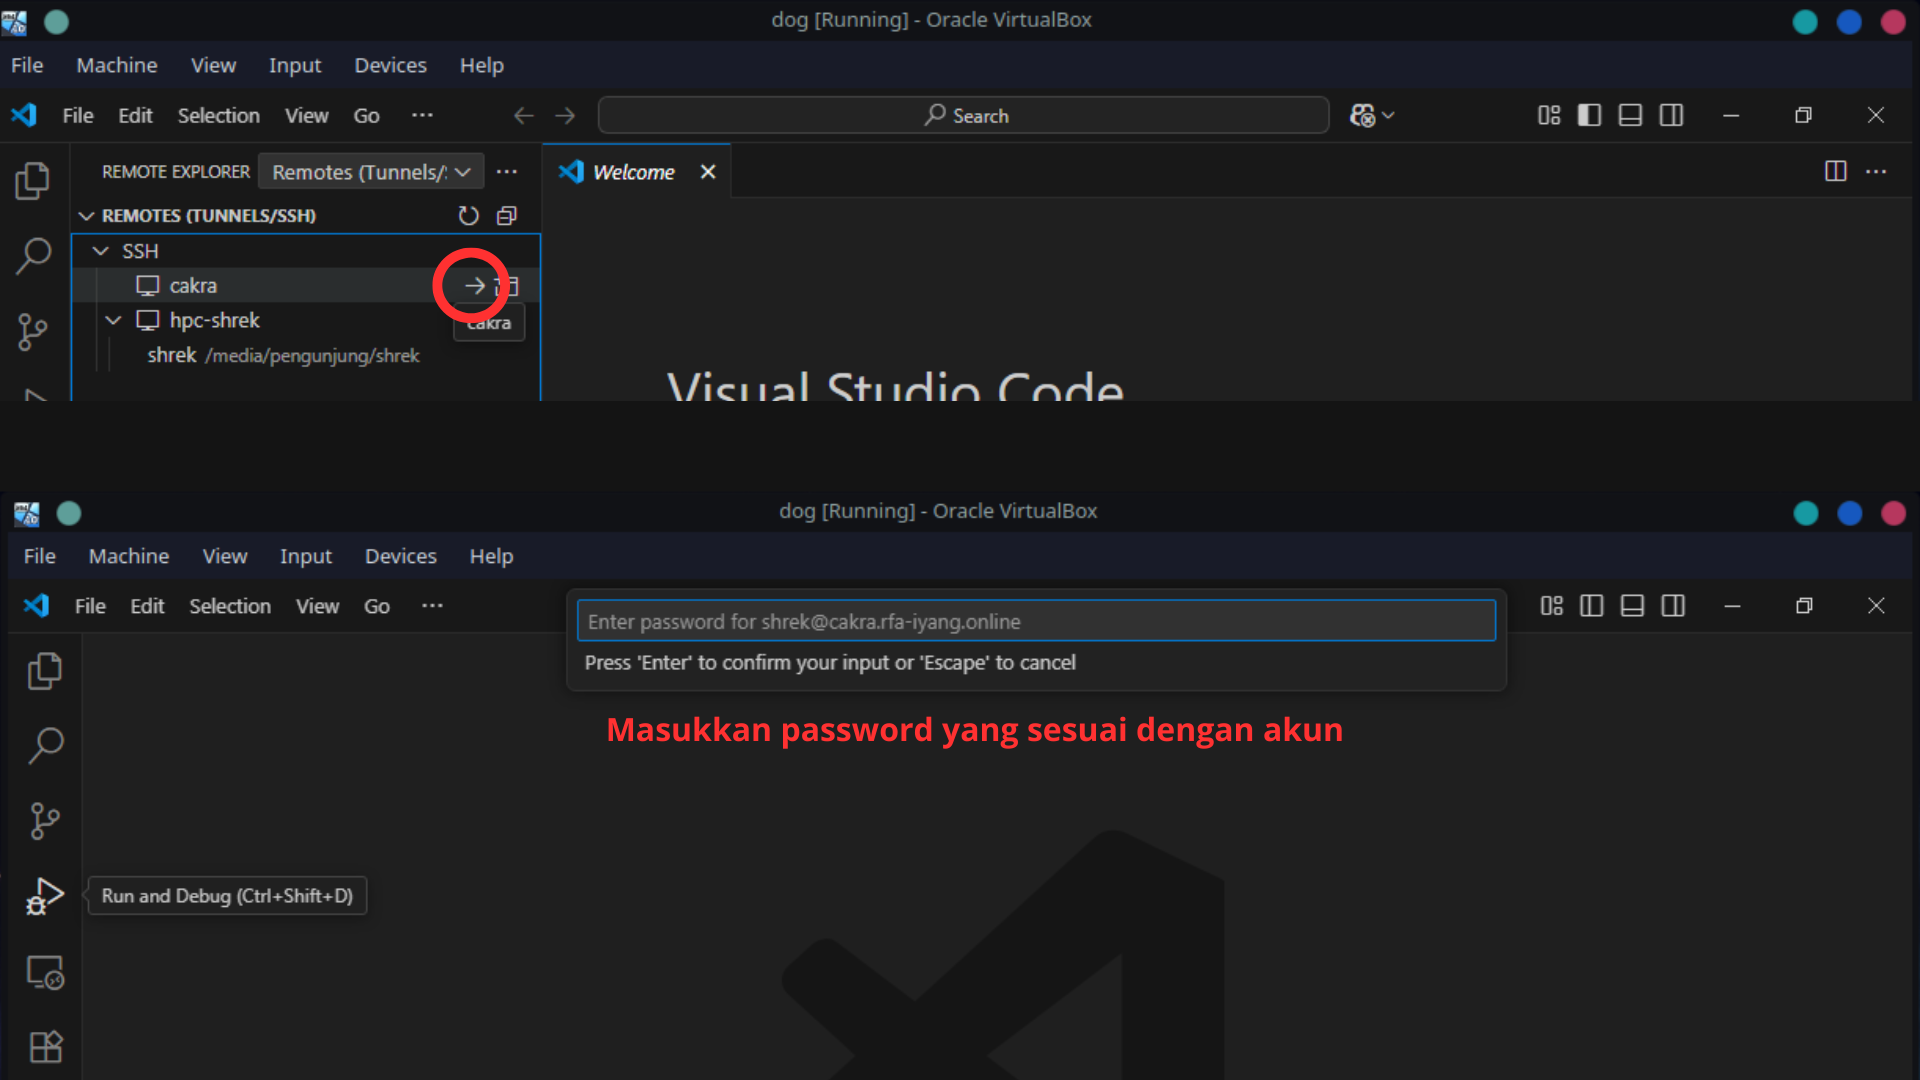 dog [Running] - Oracle VirtualBox
File Machine View Input Devices Help
File Edit Selection View Go ··· Search
REMOTE EXPLORER Remotes (Tunnels/ ···
Welcome
REMOTES (TUNNELS/SSH)
SSH
cakra
hpc-shrek
cakra
shrek /media/pengunjung/shrek
Visual Studio Code
dog [Running] - Oracle VirtualBox
File Machine View Input Devices Help
File Edit Selection View Go ···
Enter password for shrek@cakra.rfa-iyang.online
Press 'Enter' to confirm your input or 'Escape' to cancel
Masukkan password yang sesuai dengan akun
Run and Debug (Ctrl+Shift+D)